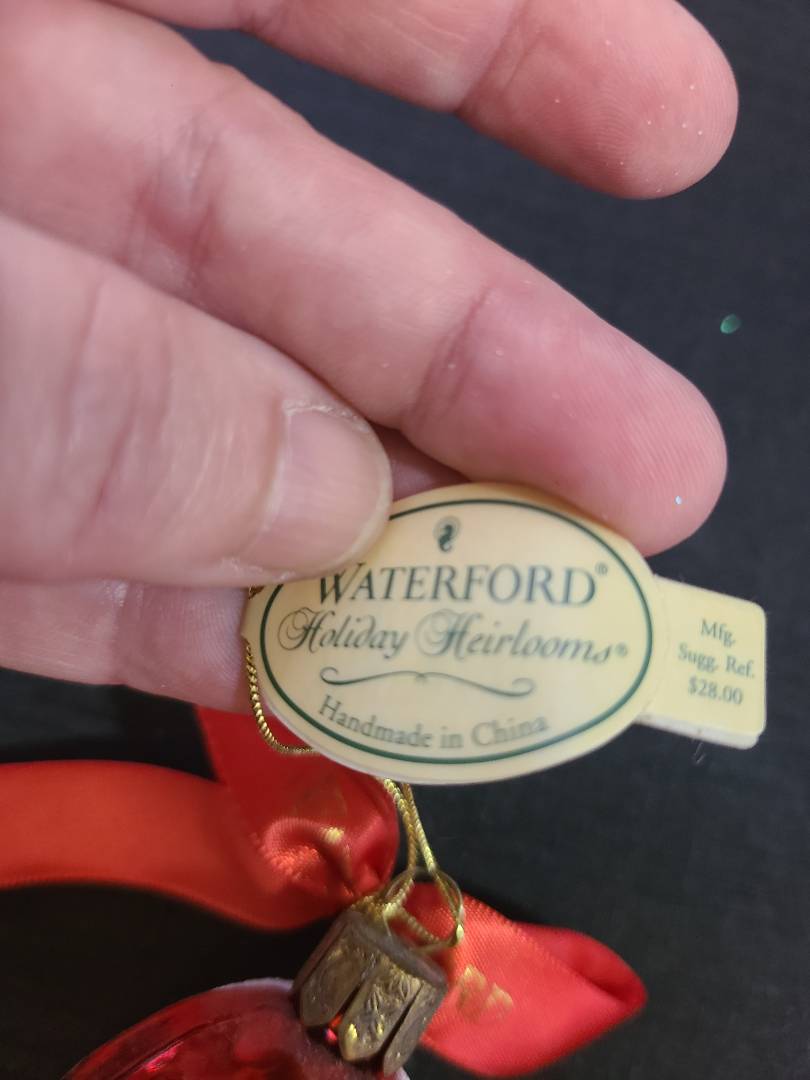 WATERFORD®
Holiday Heirlooms®
Handmade in China
Mfg.
Sugg. Ref.
$28.00